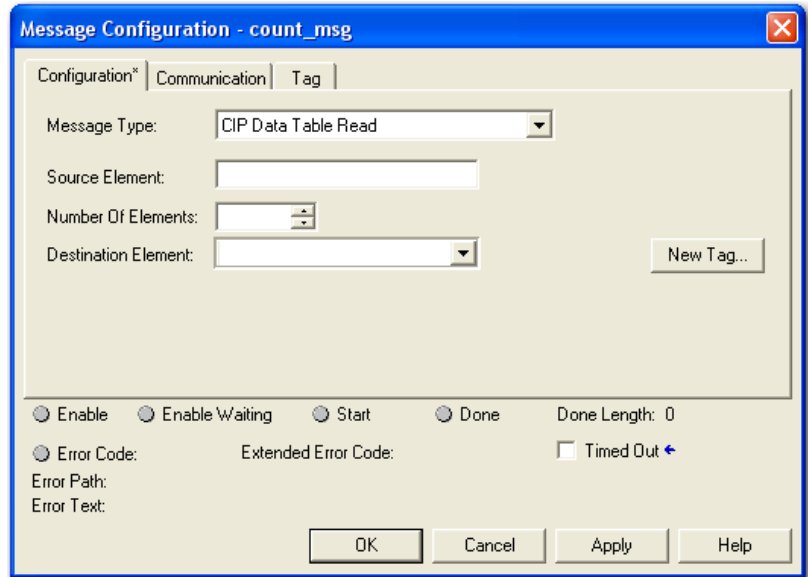 Message Configuration - count_msg
Configuration* Communication Tag
Message Type: CIP Data Table Read
Source Element:
Number Of Elements:
Destination Element: New Tag...
Enable Enable Waiting Start Done Done Length: 0
Error Code: Extended Error Code: Timed Out
Error Path:
Error Text:
OK Cancel Apply Help